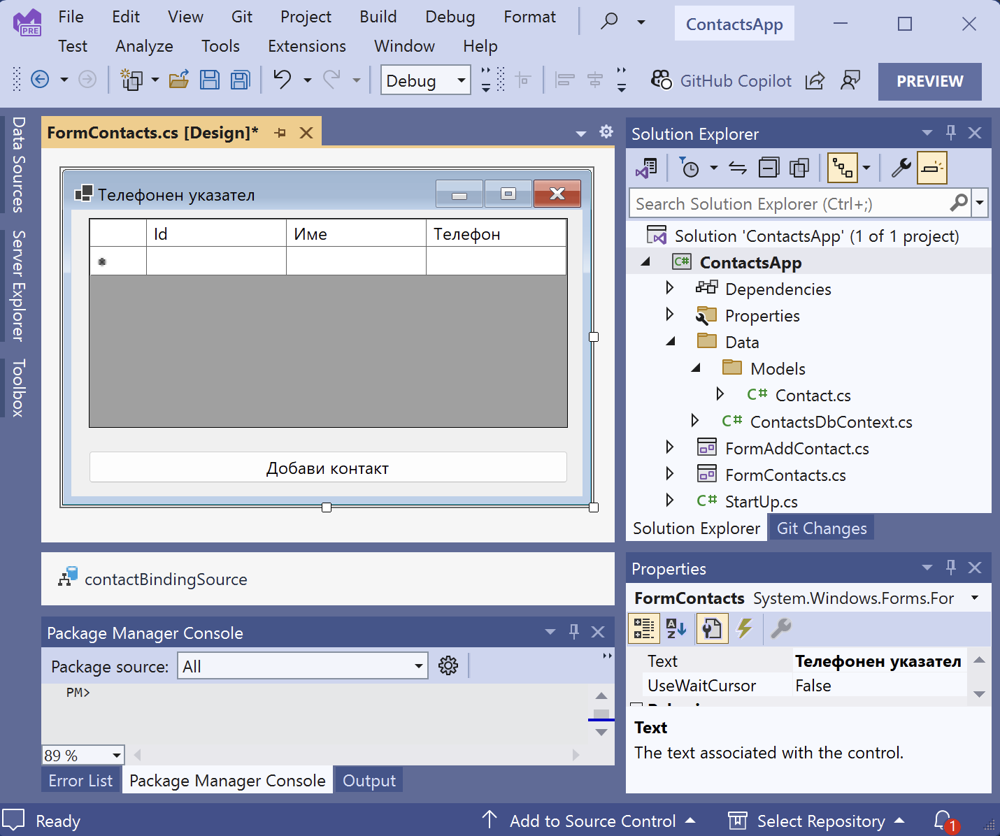 PRE
File Edit View Git Project Build Debug Format
ContactsApp
Test Analyze Tools Extensions Window Help
Debug
GitHub Copilot
PREVIEW
Data Sources
Server Explorer
Toolbox
FormContacts.cs [Design]*
Телефонен указател
Id Име Телефон
Добави контакт
contactBindingSource
Package Manager Console
Package source: All
PM>
89 %
Error List Package Manager Console Output
Solution Explorer
Search Solution Explorer (Ctrl+;)
Solution 'ContactsApp' (1 of 1 project)
C# ContactsApp
Dependencies
Properties
Data
Models
C# Contact.cs
C# ContactsDbContext.cs
FormAddContact.cs
FormContacts.cs
C# StartUp.cs
Solution Explorer Git Changes
Properties
FormContacts System.Windows.Forms.For
AZ
Text Телефонен указател
UseWaitCursor False
Text
The text associated with the control.
Ready
Add to Source Control
Select Repository
1